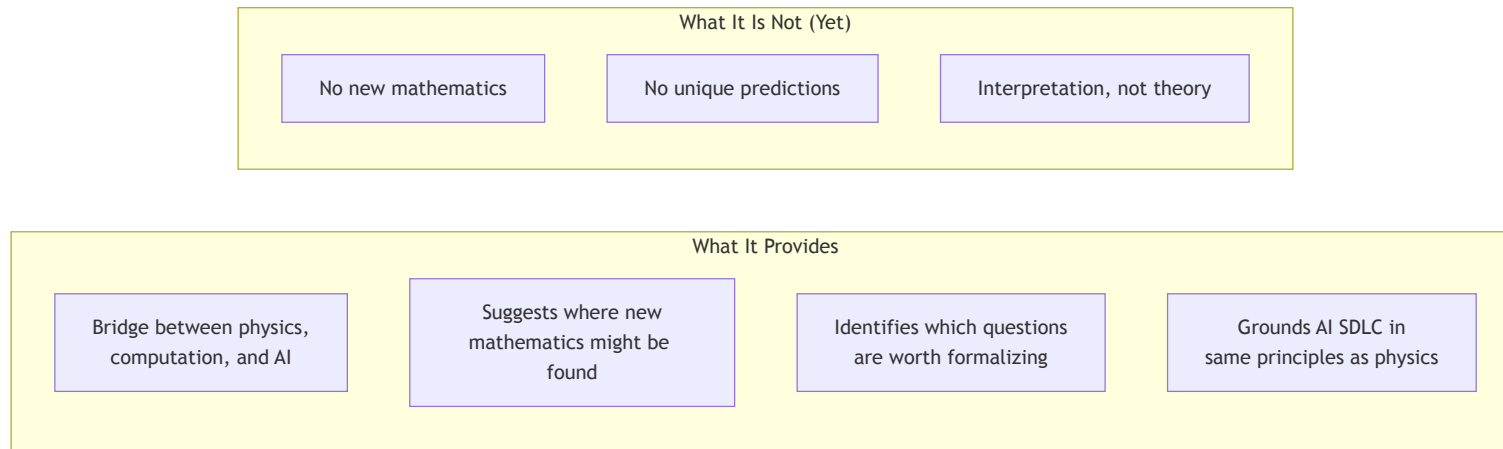 What It Is Not (Yet)
No new mathematics
No unique predictions
Interpretation, not theory
What It Provides
Bridge between physics,
computation, and AI
Suggests where new
mathematics might be
found
Identifies which questions
are worth formalizing
Grounds AI SDLC in
same principles as physics